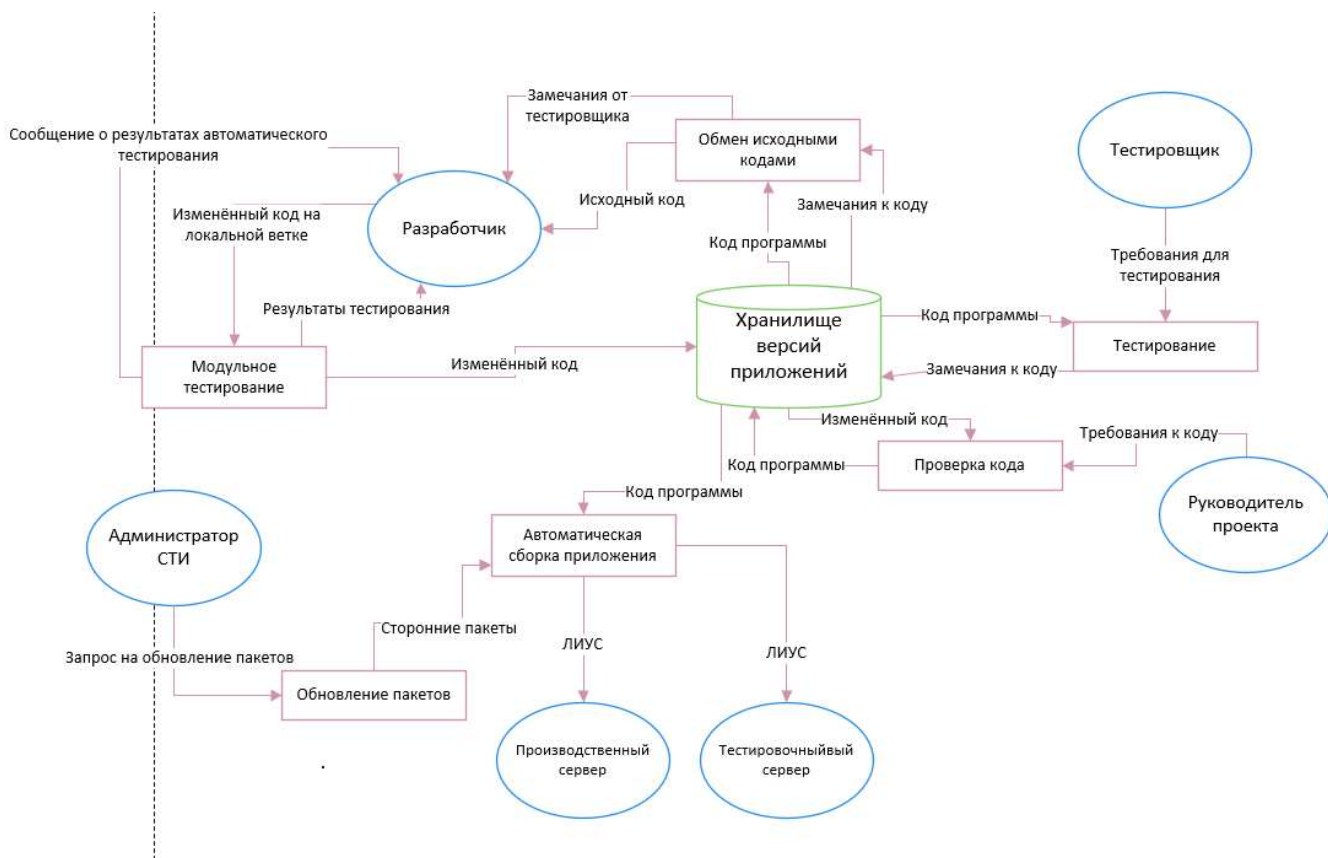 Замечания от
тестировщика
Сообщение о результатах автоматического
тестирования
Обмен исходными
кодами
Тестировщик
Исходный код
Замечания к коду
Изменённый код на
локальной ветке
Разработчик
Код программы
Требования для
тестирования
Результаты тестирования
Хранилище
версий
приложений
Код программы
Тестирование
Модульное
тестирование
Изменённый код
Замечания к коду
Изменённый код
Требования к коду
Код программы
Проверка кода
Код программы
Руководитель
проекта
Администратор
СТИ
Автоматическая
сборка приложения
Сторонние пакеты
ЛИУС
ЛИУС
Запрос на обновление пакетов
Обновление пакетов
Производственный
сервер
Тестировочныйвый
сервер